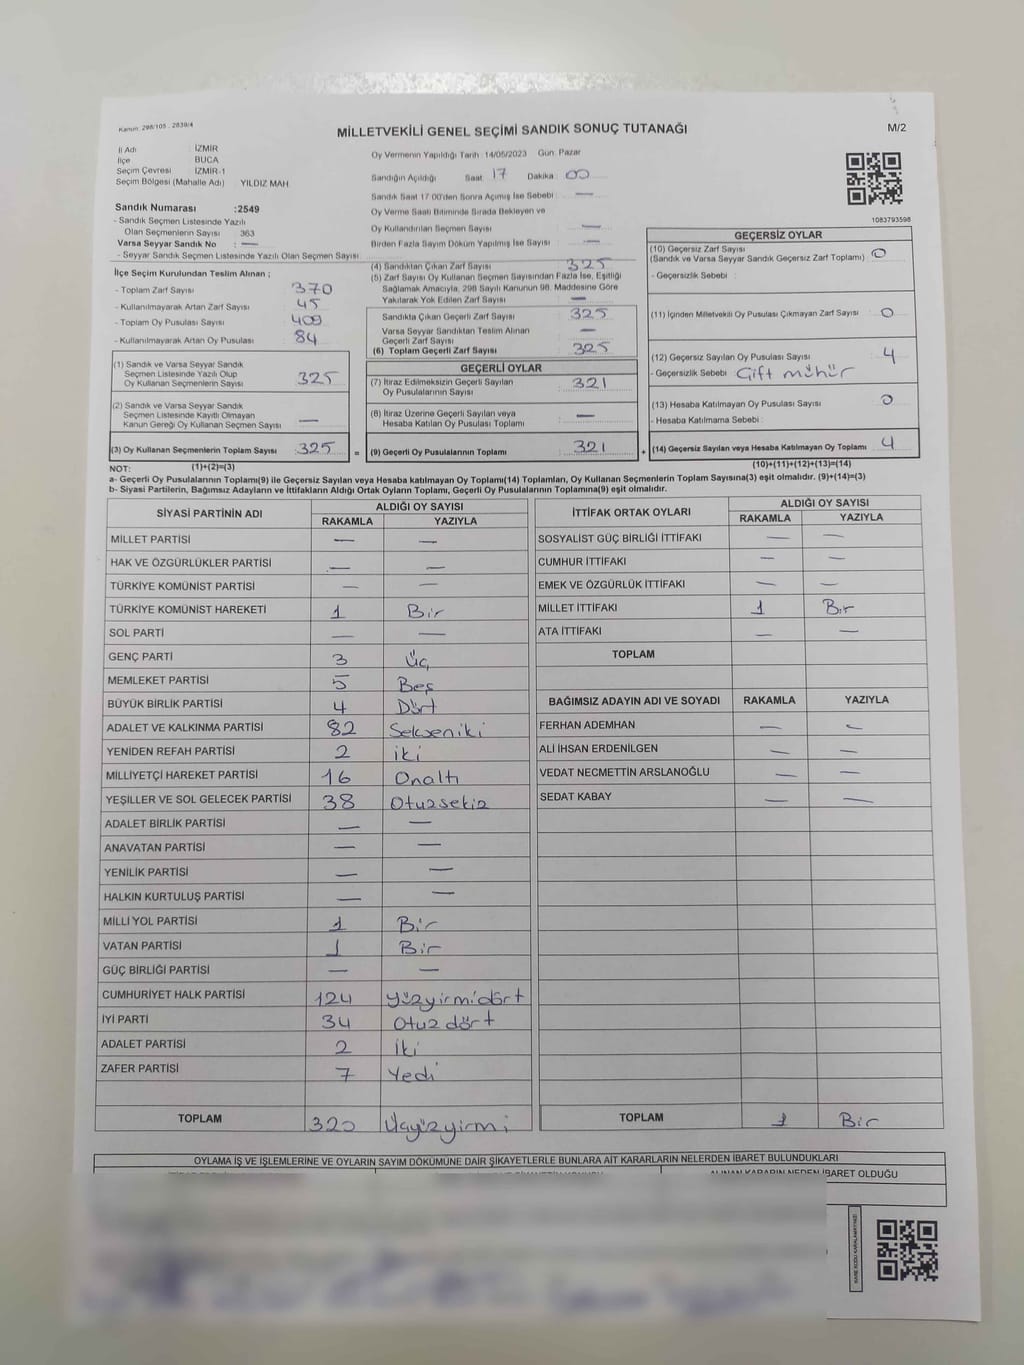 Kanun: 298/105 , 2839/4
MİLLETVEKİLİ GENEL SEÇİMİ SANDIK SONUÇ TUTANAĞI
M/2
İl Adı : İZMİR
İlçe : BUCA
Seçim Çevresi : İZMİR-1
Seçim Bölgesi (Mahalle Adı) YILDIZ MAH
Oy Vermenin Yapıldığı Tarih :14/05/2023 Gün: Pazar
Sandığın Açıldığı Saat: 17 Dakika: 00
Sandık Saat 17:00'den Sonra Açılmış İse Sebebi : —
Oy Verme Saati Bitiminde Sırada Bekleyen ve
Oy Kullandırılan Seçmen Sayısı : —
Birden Fazla Sayım Döküm Yapılmış İse Sayısı : —
1083793598
Sandık Numarası :2549
- Sandık Seçmen Listesinde Yazılı
Olan Seçmenlerin Sayısı 363
Varsa Seyyar Sandık No : —
- Seyyar Sandık Seçmen Listesinde Yazılı Olan Seçmen Sayısı
İlçe Seçim Kurulundan Teslim Alınan ;
- Toplam Zarf Sayısı 370
- Kullanılmayarak Artan Zarf Sayısı 45
- Toplam Oy Pusulası Sayısı 409
- Kullanılmayarak Artan Oy Pusulası 84
(1) Sandık ve Varsa Seyyar Sandık
Seçmen Listesinde Yazılı Olup
Oy Kullanan Seçmenlerin Sayısı 325
(2) Sandık ve Varsa Seyyar Sandık
Seçmen Listesinde Kayıtlı Olmayan
Kanun Gereği Oy Kullanan Seçmen Sayısı —
(3) Oy Kullanan Seçmenlerin Toplam Sayısı 325
(4) Sandıktan Çıkan Zarf Sayısı 325
(5) Zarf Sayısı Oy Kullanan Seçmen Sayısından Fazla İse, Eşitliği
Sağlamak Amacıyla, 298 Sayılı Kanunun 98. Maddesine Göre
Yakılarak Yok Edilen Zarf Sayısı —
Sandıkta Çıkan Geçerli Zarf Sayısı 325
Varsa Seyyar Sandıktan Teslim Alınan
Geçerli Zarf Sayısı —
(6) Toplam Geçerli Zarf Sayısı 325
GEÇERLİ OYLAR
(7) İtiraz Edilmeksizin Geçerli Sayılan
Oy Pusulalarının Sayısı 321
(8) İtiraz Üzerine Geçerli Sayılan veya
Hesaba Katılan Oy Pusulası Toplamı : —
= (9) Geçerli Oy Pusulalarının Toplamı 321 +
GEÇERSİZ OYLAR
(10) Geçersiz Zarf Sayısı
(Sandık ve Varsa Seyyar Sandık Geçersiz Zarf Toplamı) : 0
- Geçersizlik Sebebi :
(11) İçinden Milletvekili Oy Pusulası Çıkmayan Zarf Sayısı : 0
(12) Geçersiz Sayılan Oy Pusulası Sayısı 4
- Geçersizlik Sebebi Çift mühür
(13) Hesaba Katılmayan Oy Pusulası Sayısı 0
- Hesaba Katılmama Sebebi :
(14) Geçersiz Sayılan veya Hesaba Katılmayan Oy Toplamı 4
NOT: (1)+(2)=(3) (10)+(11)+(12)+(13)=(14)
a- Geçerli Oy Pusulalarının Toplamı(9) ile Geçersiz Sayılan veya Hesaba Katılmayan Oy Toplamı(14) Toplamları, Oy Kullanan Seçmenlerin Toplam Sayısına(3) eşit olmalıdır. (9)+(14)=(3)
b- Siyasi Partilerin, Bağımsız Adayların ve İttifakların Aldığı Ortak Oyların Toplamı, Geçerli Oy Pusulalarının Toplamına(9) eşit olmalıdır.
SİYASİ PARTİNİN ADI ALDIĞI OY SAYISI
RAKAMLA YAZIYLA
MİLLET PARTİSİ — —
HAK VE ÖZGÜRLÜKLER PARTİSİ — —
TÜRKİYE KOMÜNİST PARTİSİ — —
TÜRKİYE KOMÜNİST HAREKETİ 1 Bir
SOL PARTİ — —
GENÇ PARTİ 3 Üç
MEMLEKET PARTİSİ 5 Beş
BÜYÜK BİRLİK PARTİSİ 4 Dört
ADALET VE KALKINMA PARTİSİ 82 Sekseniki
YENİDEN REFAH PARTİSİ 2 iki
MİLLİYETÇİ HAREKET PARTİSİ 16 Onaltı
YEŞİLLER VE SOL GELECEK PARTİSİ 38 Otuzsekiz
ADALET BİRLİK PARTİSİ — —
ANAVATAN PARTİSİ — —
YENİLİK PARTİSİ — —
HALKIN KURTULUŞ PARTİSİ — —
MİLLİ YOL PARTİSİ 1 Bir
VATAN PARTİSİ 1 Bir
GÜÇ BİRLİĞİ PARTİSİ — —
CUMHURİYET HALK PARTİSİ 124 Yüzyirmidört
İYİ PARTİ 34 Otuz dört
ADALET PARTİSİ 2 İki
ZAFER PARTİSİ 7 Yedi
TOPLAM 320 Üçyüzyirmi
İTTİFAK ORTAK OYLARI ALDIĞI OY SAYISI
RAKAMLA YAZIYLA
SOSYALİST GÜÇ BİRLİĞİ İTTİFAKI — —
CUMHUR İTTİFAKI — —
EMEK VE ÖZGÜRLÜK İTTİFAKI — —
MİLLET İTTİFAKI 1 Bir
ATA İTTİFAKI — —
TOPLAM
BAĞIMSIZ ADAYIN ADI VE SOYADI RAKAMLA YAZIYLA
FERHAN ADEMHAN — —
ALİ İHSAN ERDENİLGEN — —
VEDAT NECMETTİN ARSLANOĞLU — —
SEDAT KABAY — —
TOPLAM 1 Bir
OYLAMA İŞ VE İŞLEMLERİNE VE OYLARIN SAYIM DÖKÜMÜNE DAİR ŞİKAYETLERLE BUNLARA AİT KARARLARIN NELERDEN İBARET BULUNDUKLARI
ALINAN KARARIN NEDEN İBARET OLDUĞU
KARE KODU KARALAMAYINIZ!